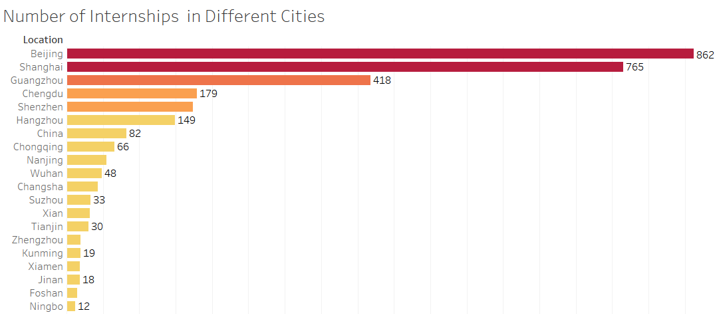 Number of Internships in Different Cities
Location
Beijing 862
Shanghai 765
Guangzhou 418
Chengdu 179
Shenzhen
Hangzhou 149
China 82
Chongqing 66
Nanjing
Wuhan 48
Changsha
Suzhou 33
Xian
Tianjin 30
Zhengzhou
Kunming 19
Xiamen
Jinan 18
Foshan
Ningbo 12